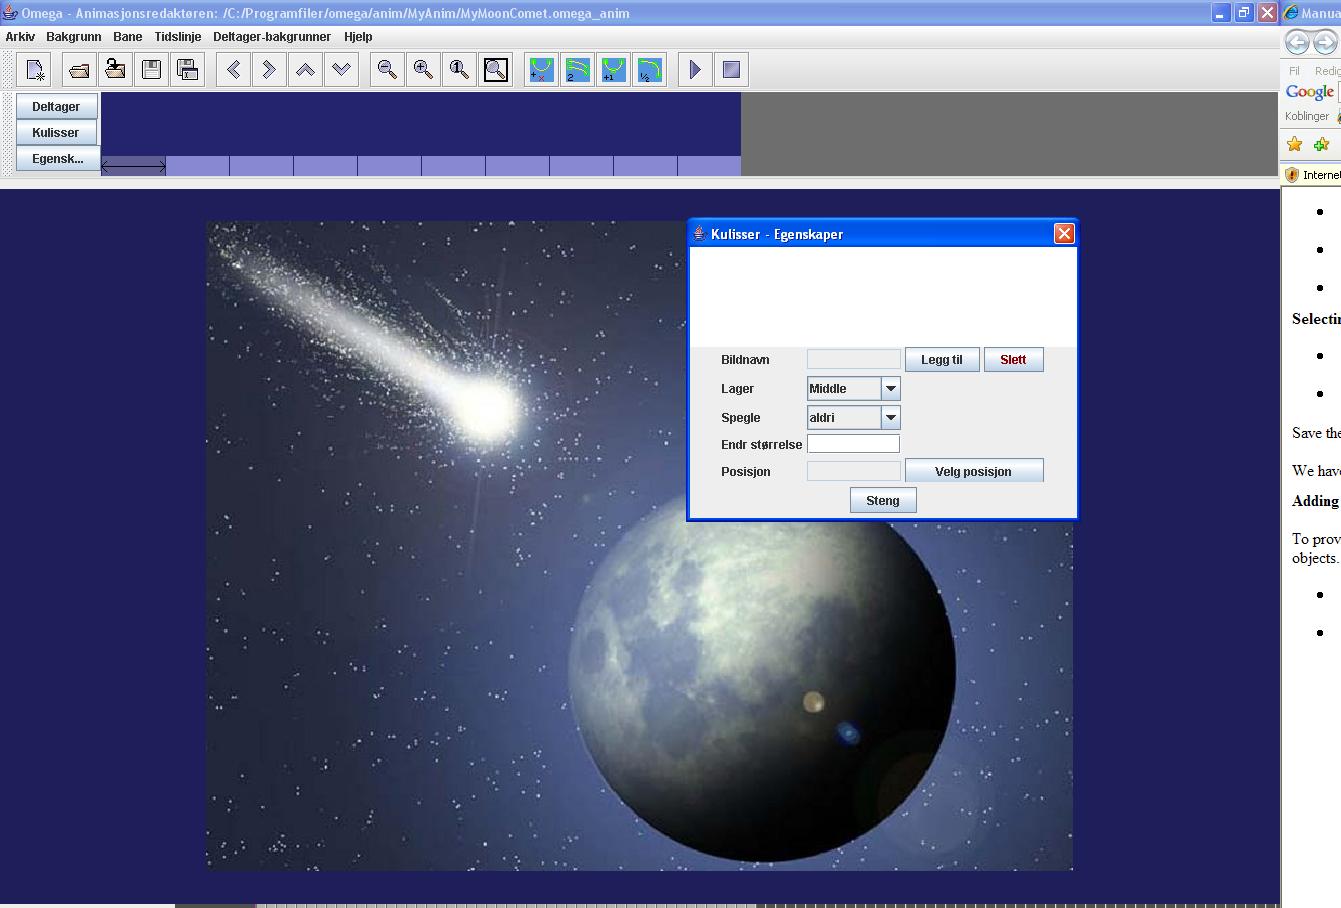 Omega - Animasjonsredaktøren: /C:/Programfiler/omega/anim/MyAnim/MyMoonComet.omega_anim
Arkiv Bakgrunn Bane Tidslinje Deltager-bakgrunner Hjelp
1 +x 2 +1 ½
Deltager
Kulisser
Egensk...
Kulisser - Egenskaper
Bildnavn Legg til Slett
Lager Middle
Spegle aldri
Endr størrelse
Posisjon Velg posisjon
Steng
Manua
Fil Redig
Google
Koblinger
Internet
Selectin
Save the
We have
Adding
To prov
objects.